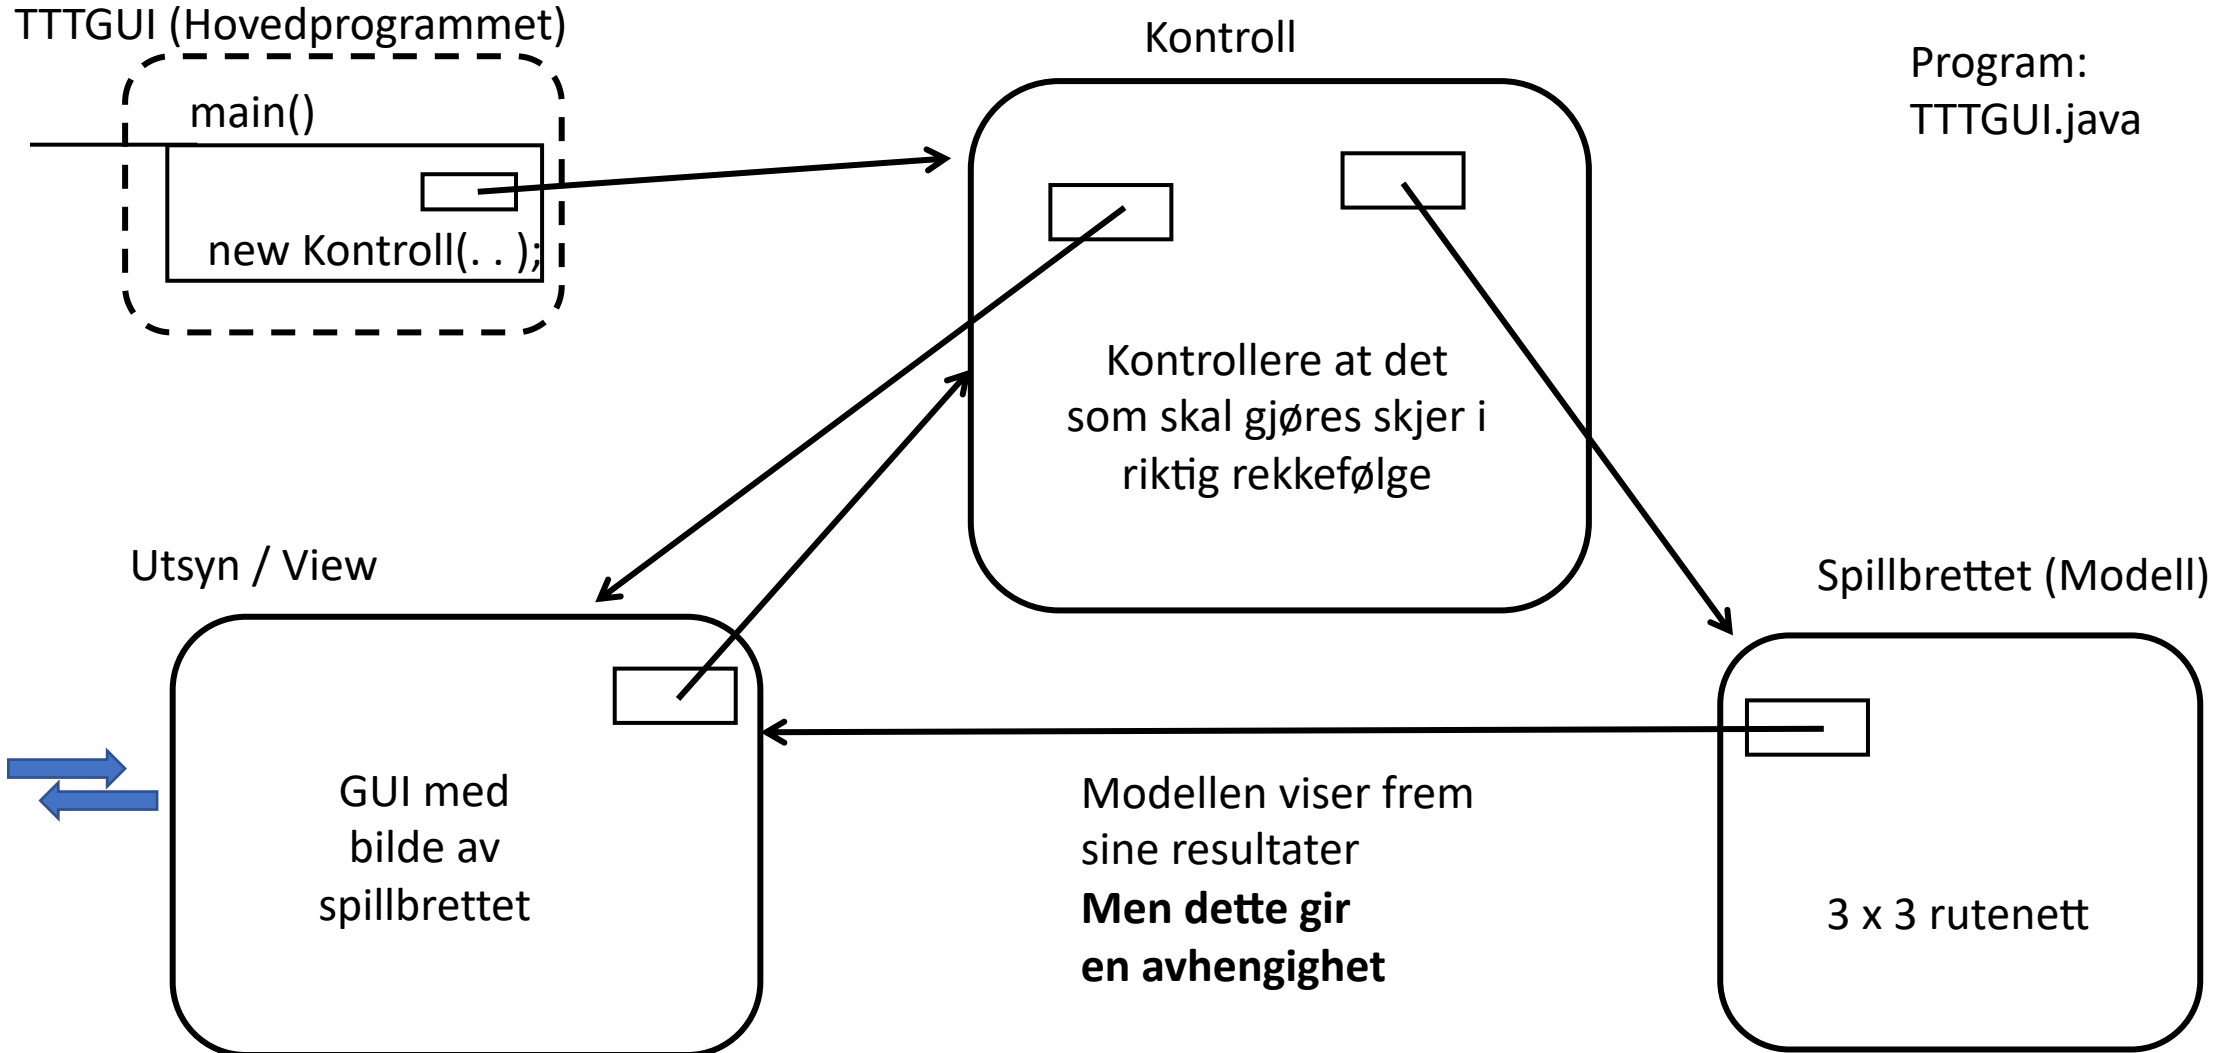 TTTGUI (Hovedprogrammet)
main()
new Kontroll(. . );
Kontroll
Kontrollere at det
som skal gjøres skjer i
riktig rekkefølge
Program:
TTTGUI.java
Utsyn / View
GUI med
bilde av
spillbrettet
Modellen viser frem
sine resultater
Men dette gir
en avhengighet
Spillbrettet (Modell)
3 x 3 rutenett